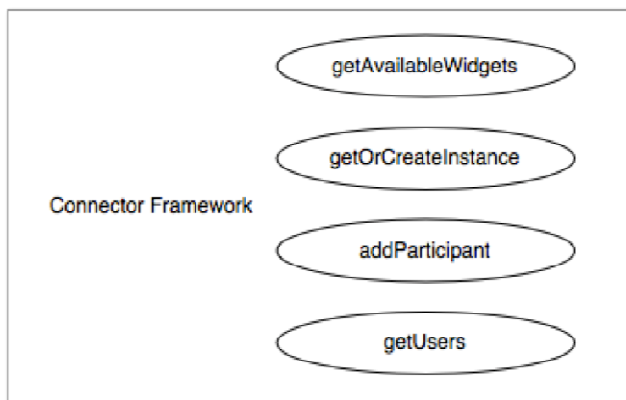 getAvailableWidgets
getOrCreateInstance
Connector Framework
addParticipant
getUsers